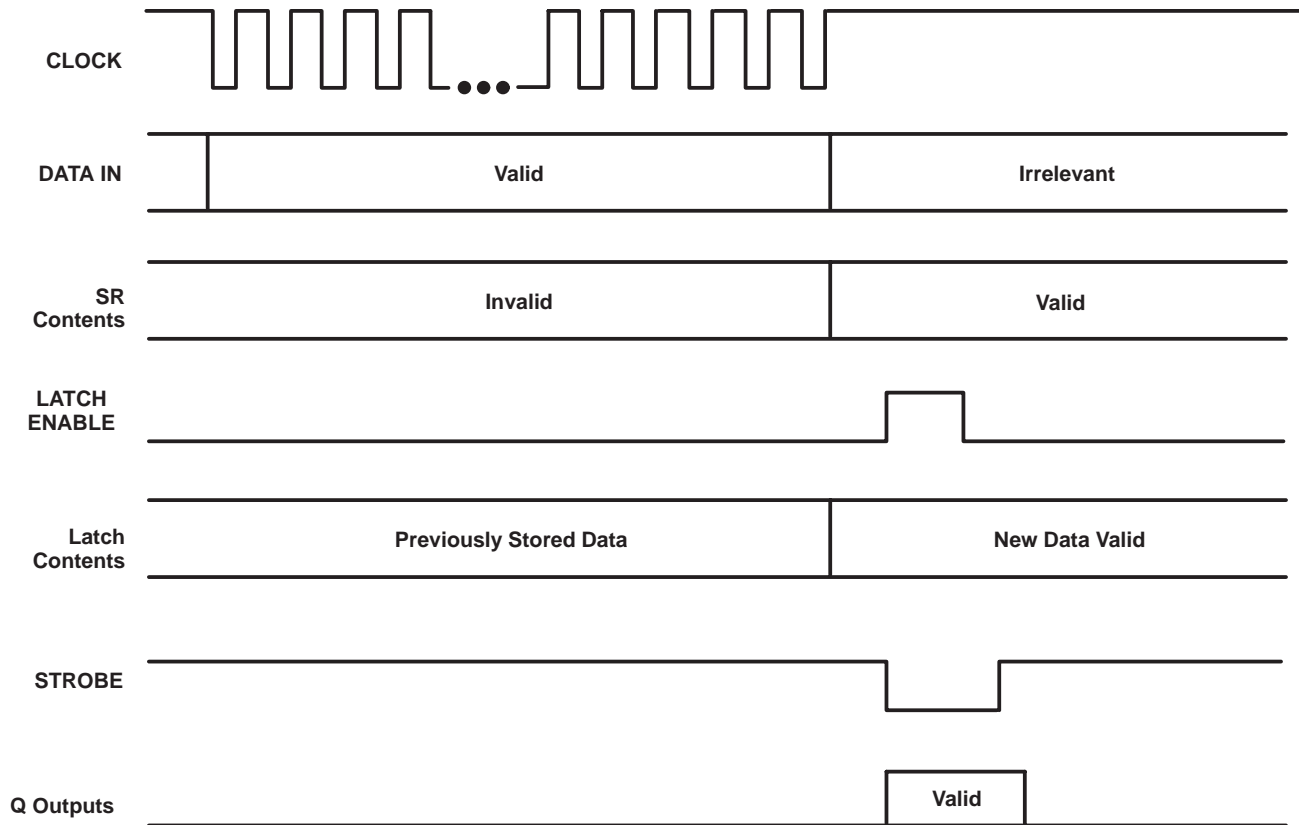 CLOCK
DATA IN
Valid
Irrelevant
SR
Contents
Invalid
Valid
LATCH
ENABLE
Latch
Contents
Previously Stored Data
New Data Valid
STROBE
Q Outputs
Valid